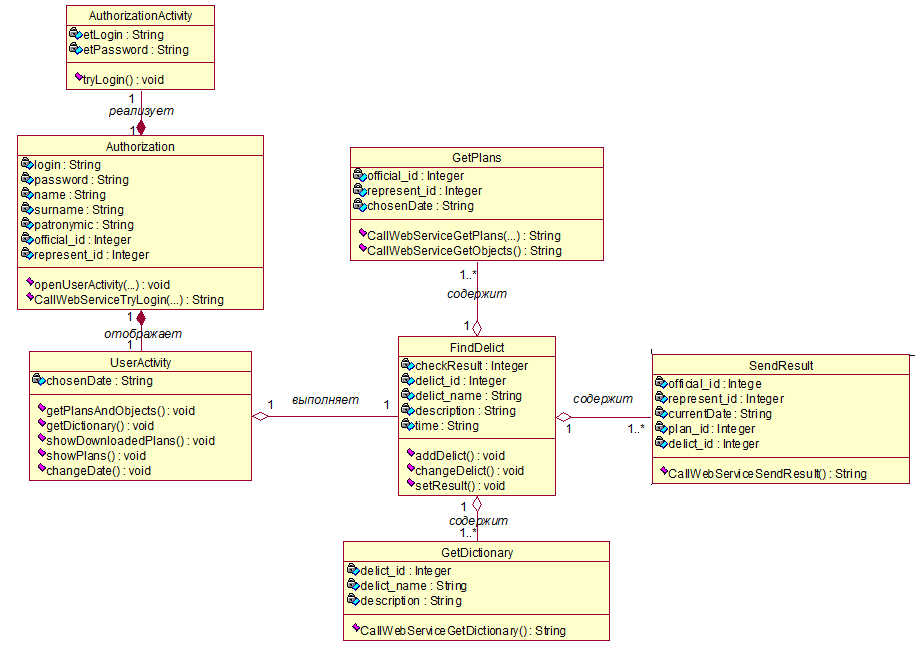 AuthorizationActivity
etLogin : String
etPassword : String
tryLogin() : void
1
реализует
1
Authorization
login : String
password : String
name : String
surname : String
patronymic : String
official_id : Integer
represent_id : Integer
openUserActivity(...) : void
CallWebServiceTryLogin(...) : String
1
отображает
1
UserActivity
chosenDate : String
getPlansAndObjects() : void
getDictionary() : void
showDownloadedPlans() : void
showPlans() : void
changeDate() : void
1
выполняет
1
GetPlans
official_id : Integer
represent_id : Integer
chosenDate : String
CallWebServiceGetPlans(...) : String
CallWebServiceGetObjects() : String
1..*
содержит
1
FindDelict
checkResult : Integer
delict_id : Integer
delict_name : String
description : String
time : String
addDelict() : void
changeDelict() : void
setResult() : void
содержит
1
1..*
SendResult
official_id : Intege
represent_id : Integer
currentDate : String
plan_id : Integer
delict_id : Integer
CallWebServiceSendResult() : String
1
содержит
1..*
GetDictionary
delict_id : Integer
delict_name : String
description : String
CallWebServiceGetDictionary() : String